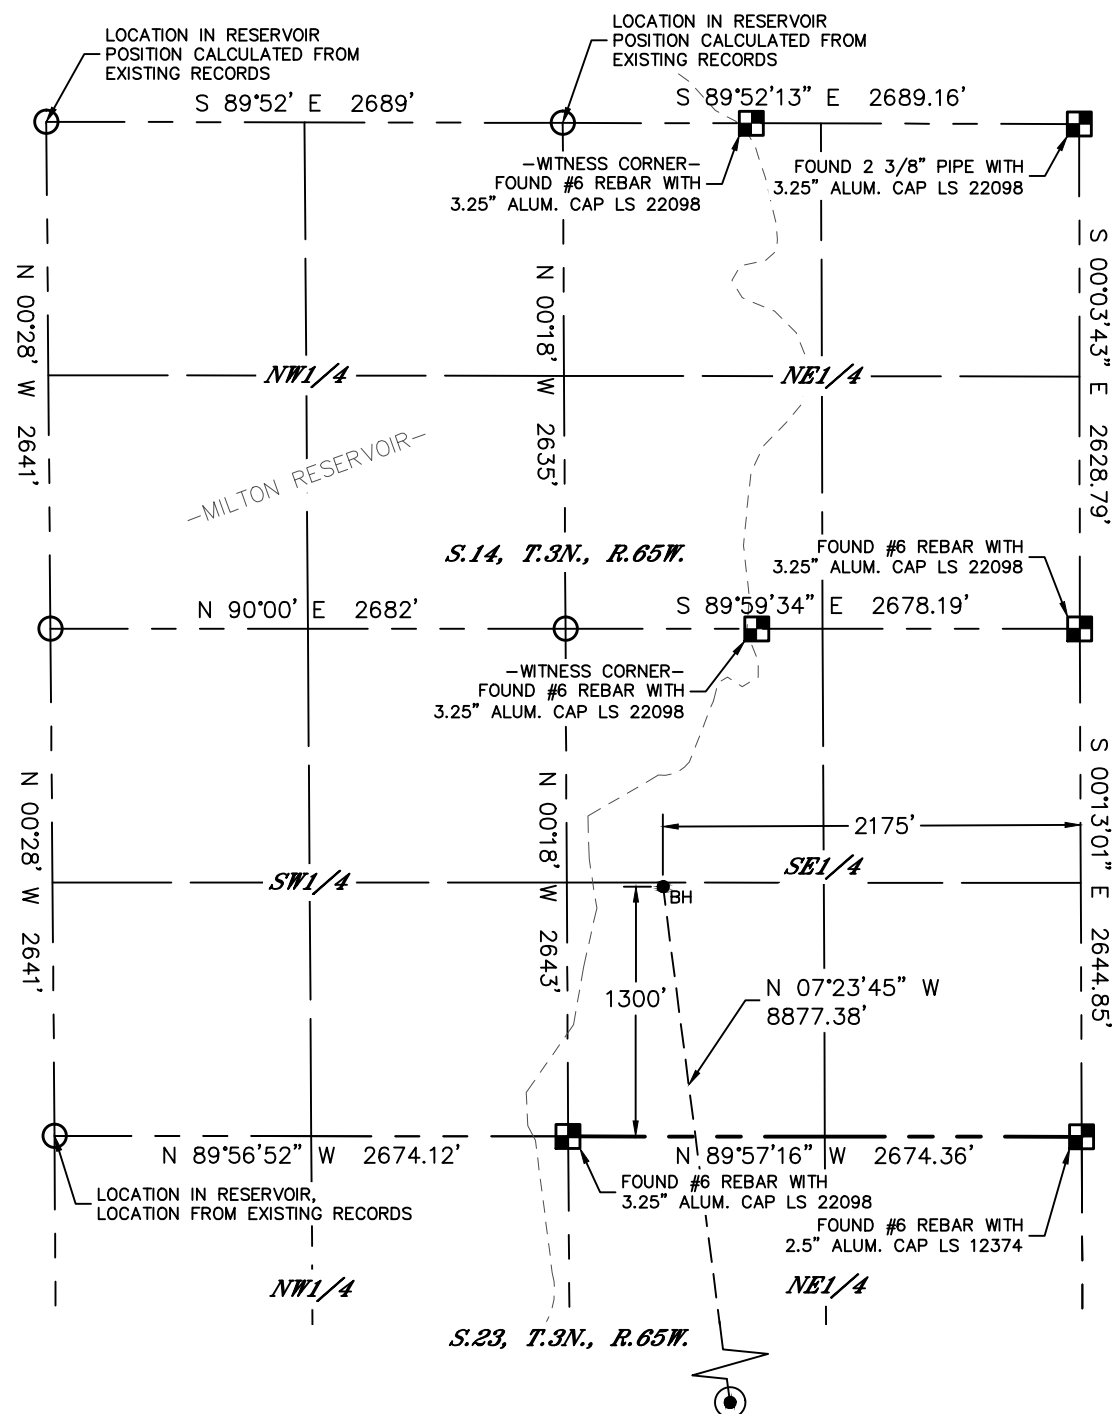 LOCATION IN RESERVOIR
POSITION CALCULATED FROM
EXISTING RECORDS
LOCATION IN RESERVOIR
POSITION CALCULATED FROM
EXISTING RECORDS
S 89°52' E 2689'
S 89°52'13" E 2689.16'
-WITNESS CORNER-
FOUND #6 REBAR WITH
3.25" ALUM. CAP LS 22098
FOUND 2 3/8" PIPE WITH
3.25" ALUM. CAP LS 22098
N 00°28' W 2641'
N 00°18' W 2635'
S 00°03'43" E 2628.79'
NW1/4
NE1/4
-MILTON RESERVOIR-
S.14, T.3N., R.65W.
FOUND #6 REBAR WITH
3.25" ALUM. CAP LS 22098
N 90°00' E 2682'
S 89°59'34" E 2678.19'
-WITNESS CORNER-
FOUND #6 REBAR WITH
3.25" ALUM. CAP LS 22098
N 00°28' W 2641'
N 00°18' W 2643'
S 00°13'01" E 2644.85'
2175'
SW1/4
SE1/4
BH
1300'
N 07°23'45" W
8877.38'
N 89°56'52" W 2674.12'
N 89°57'16" W 2674.36'
LOCATION IN RESERVOIR,
LOCATION FROM EXISTING RECORDS
FOUND #6 REBAR WITH
3.25" ALUM. CAP LS 22098
FOUND #6 REBAR WITH
2.5" ALUM. CAP LS 12374
NW1/4
NE1/4
S.23, T.3N., R.65W.